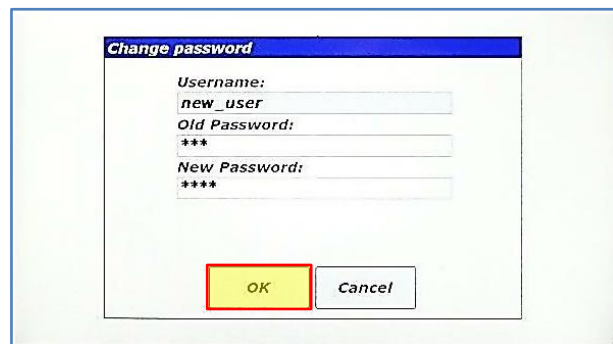 Change password
Username:
new_user
Old Password:
***
New Password:
****
OK
Cancel